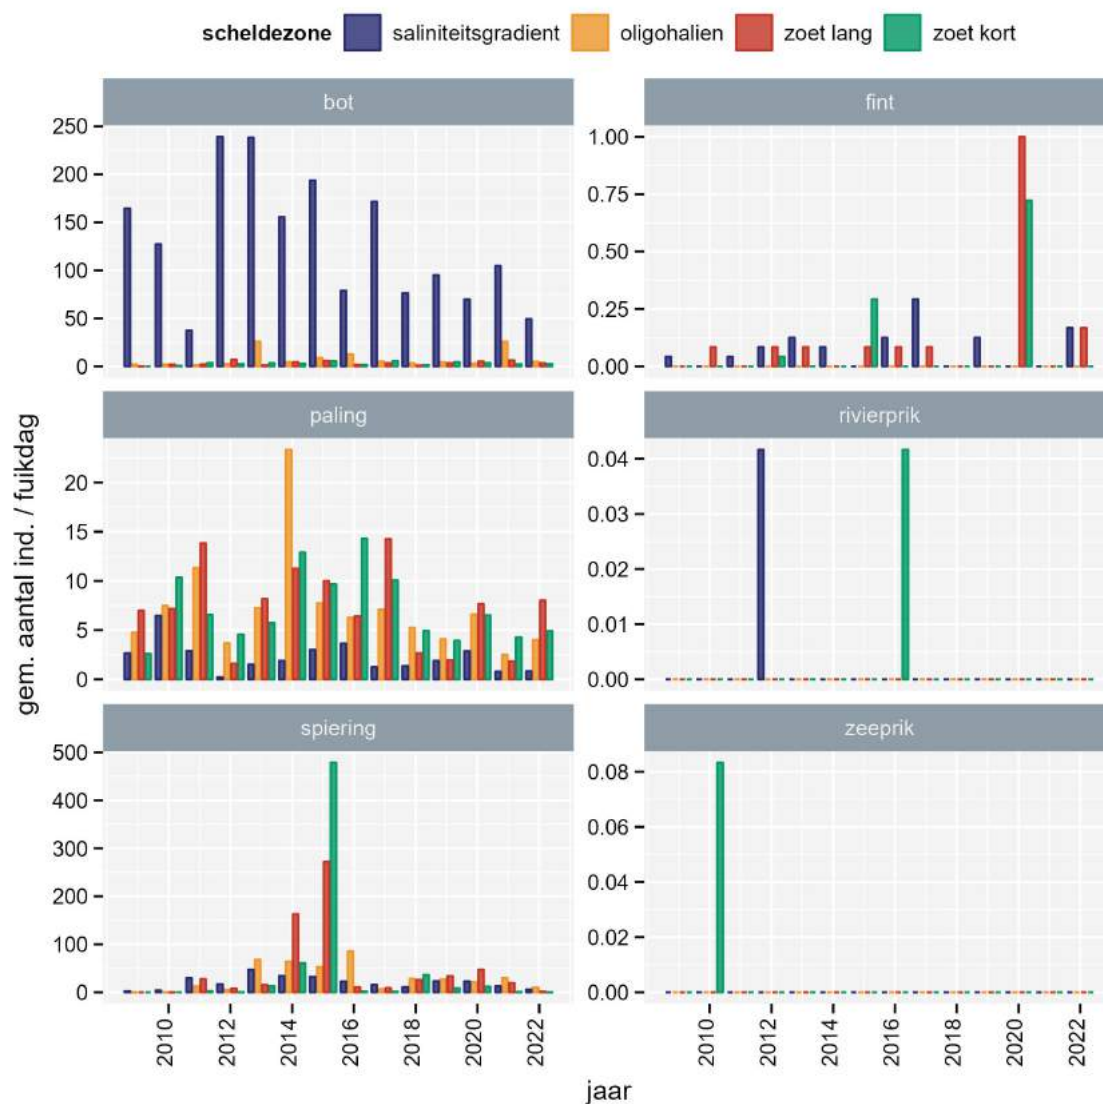 scheldezone saliniteitsgradient oligohalien zoet lang zoet kort
bot
250
200
150
100
50
0
fint
1.00
0.75
0.50
0.25
0.00
gem. aantal ind. / fuikdag
paling
20
15
10
5
0
rivierprik
0.04
0.03
0.02
0.01
0.00
spiering
500
400
300
200
100
0
zeeprik
0.08
0.06
0.04
0.02
0.00
2010 2012 2014 2016 2018 2020 2022
2010 2012 2014 2016 2018 2020 2022
jaar